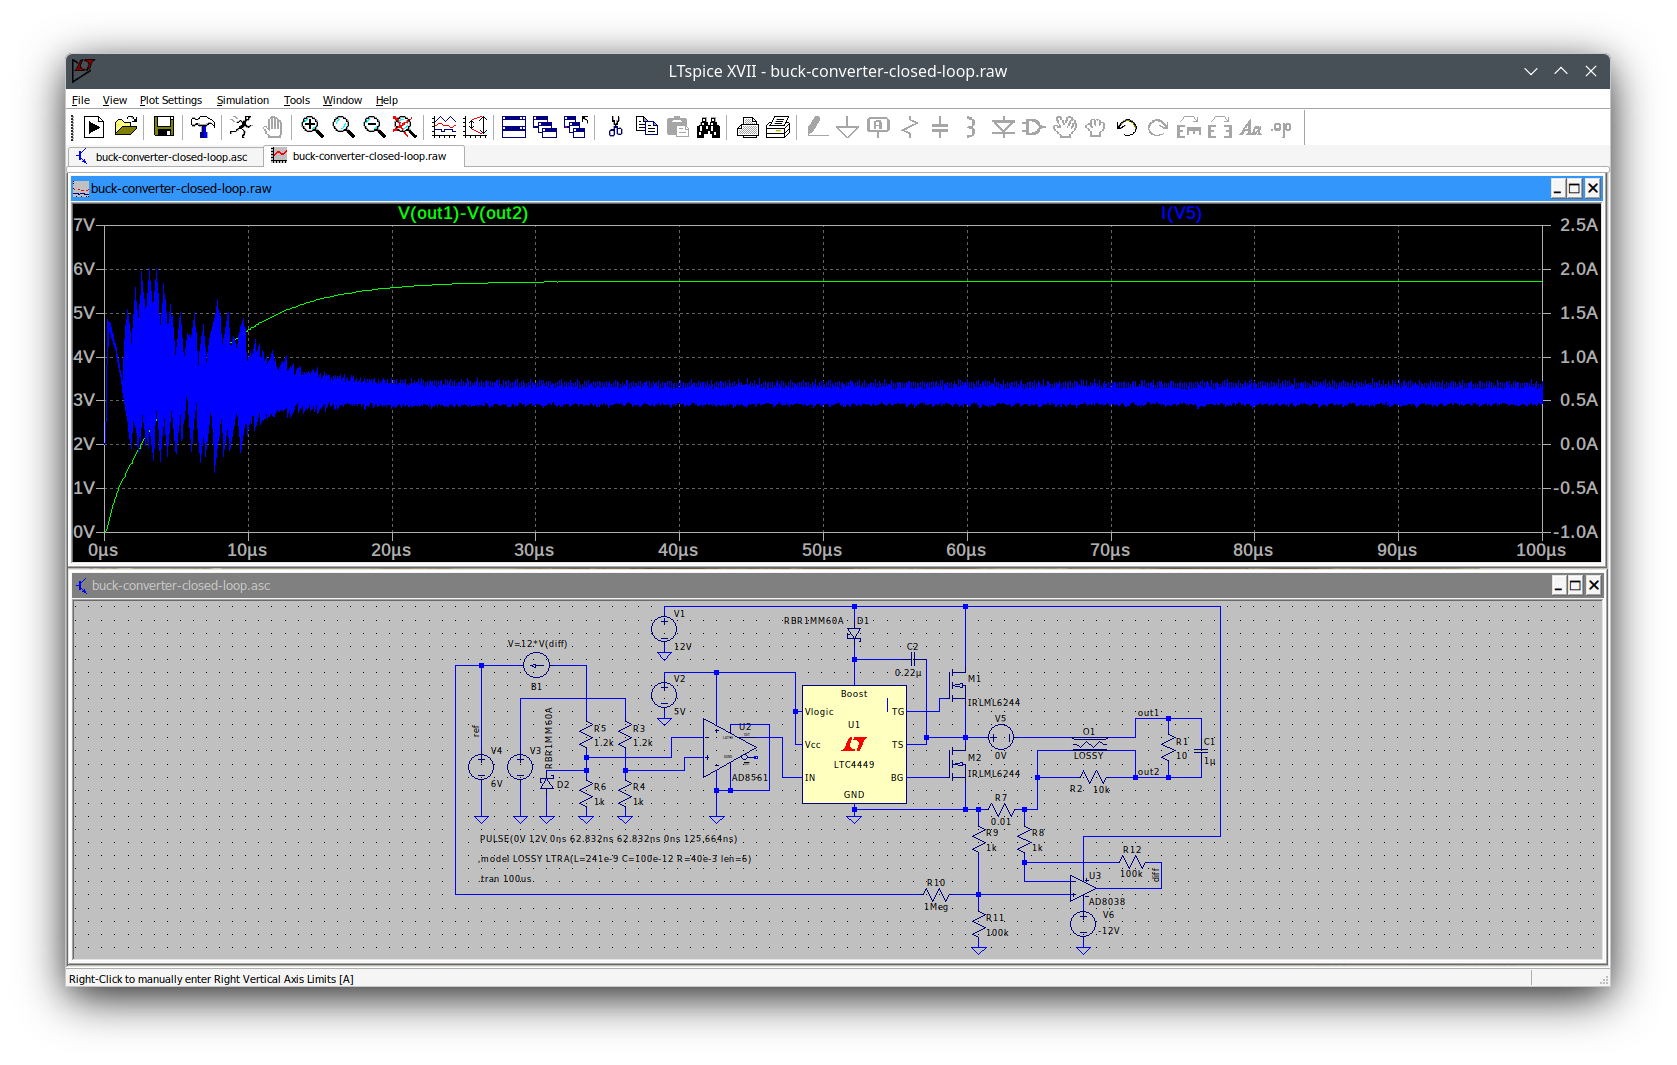 LTspice XVII - buck-converter-closed-loop.raw
File View Plot Settings Simulation Tools Window Help
buck-converter-closed-loop.asc buck-converter-closed-loop.raw
buck-converter-closed-loop.raw
V(out1)-V(out2) I(V5)
7V 2.5A
6V 2.0A
5V 1.5A
4V 1.0A
3V 0.5A
2V 0.0A
1V -0.5A
0V -1.0A
0µs 10µs 20µs 30µs 40µs 50µs 60µs 70µs 80µs 90µs 100µs
buck-converter-closed-loop.asc
V1
12V
RBR1MM60A D1
V=12*V(diff)
B1
C2
0.22µ
V2
5V
Boost
M1
IRLML6244
Vlogic TG
U1
Vcc TS
LTC4449
IN BG
GND
V5
0V
out1
ref
RBR1MM60A
R5
1.2k
R3
1.2k
U2
AD8561
O1
LOSSY
R1
10
C1
1µ
M2
IRLML6244
out2
R2 10k
V4
6V
V3
D2
R6
1k
R4
1k
R7
0.01
R9
1k
R8
1k
PULSE(0V 12V 0ns 62.832ns 62.832ns 0ns 125.664ns)
.model LOSSY LTRA(L=241e-9 C=100e-12 R=40e-3 len=6)
.tran 100us
R12
100k
diff
U3
AD8038
R10
1Meg
R11
100k
V6
-12V
Right-Click to manually enter Right Vertical Axis Limits [A]